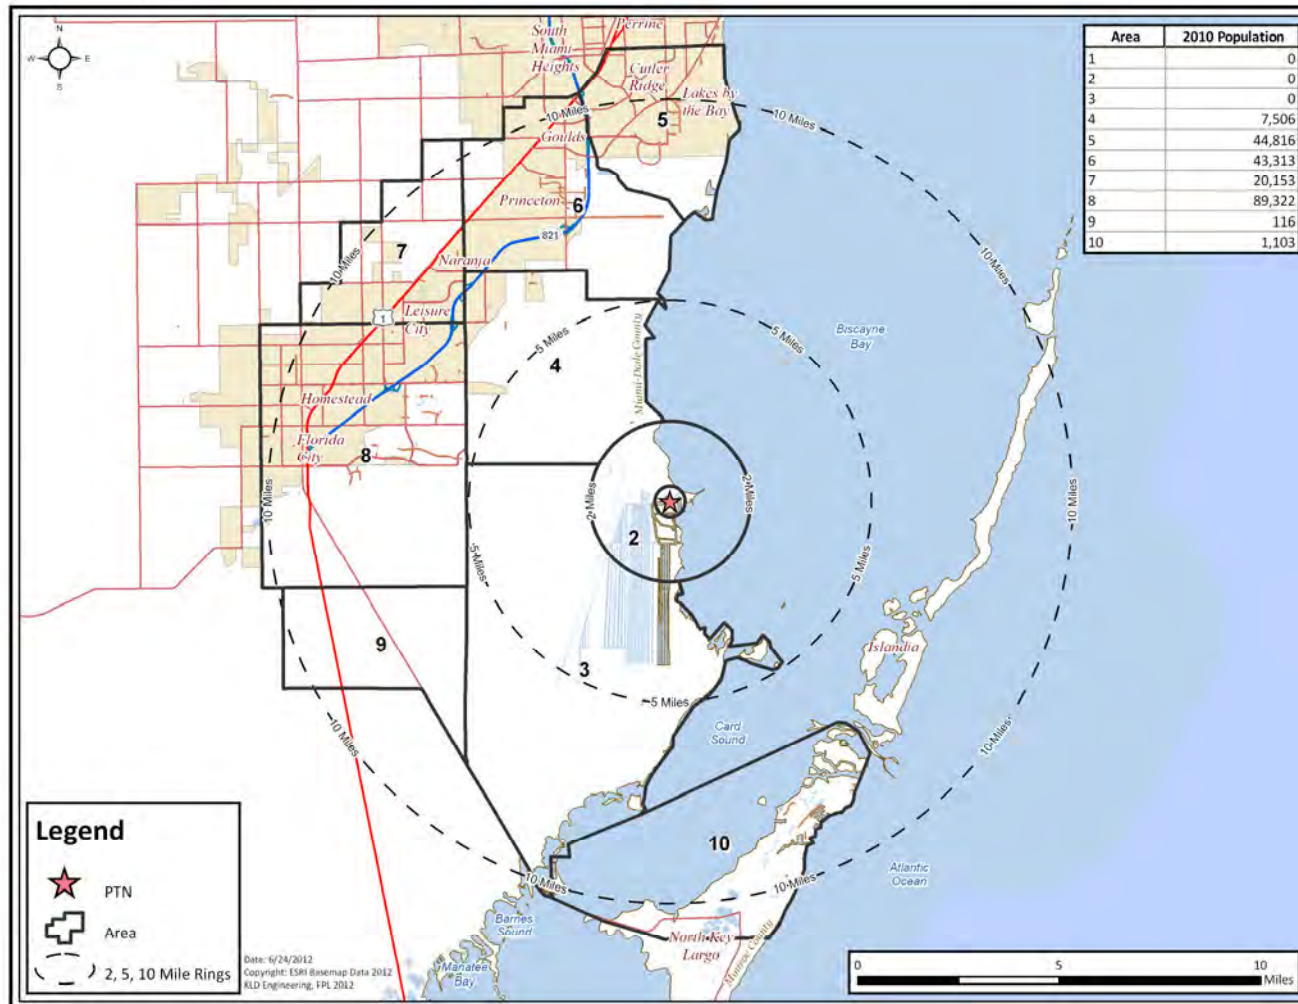 N
W
E
S
South
Miami
Heights
Perrine
Cutler
Ridge
Lakes by
the Bay
5
10 Miles
10 Miles
Goulds
Princeton
6
821
7
10 Miles
Naranja
Leisure
City
1
Homestead
Florida
City
8
10 Miles
4
5 Miles
Miami-Dade County
Biscayne
Bay
5 Miles
10 Miles
2 Miles
2 Miles
2
10 Miles
5 Miles
5 Miles
3
9
5 Miles
Islandia
10 Miles
10 Miles
Card
Sound
10
10 Miles
10 Miles
Atlantic
Ocean
Barnes
Sound
North Key
Largo
Monroe County
Manatee
Bay
Area 2010 Population
1 0
2 0
3 0
4 7,506
5 44,816
6 43,313
7 20,153
8 89,322
9 116
10 1,103
Legend
PTN
Area
2, 5, 10 Mile Rings
Date: 6/24/2012
Copyright: ESRI Basemap Data 2012
KLD Engineering, FPL 2012
0 5 10
Miles